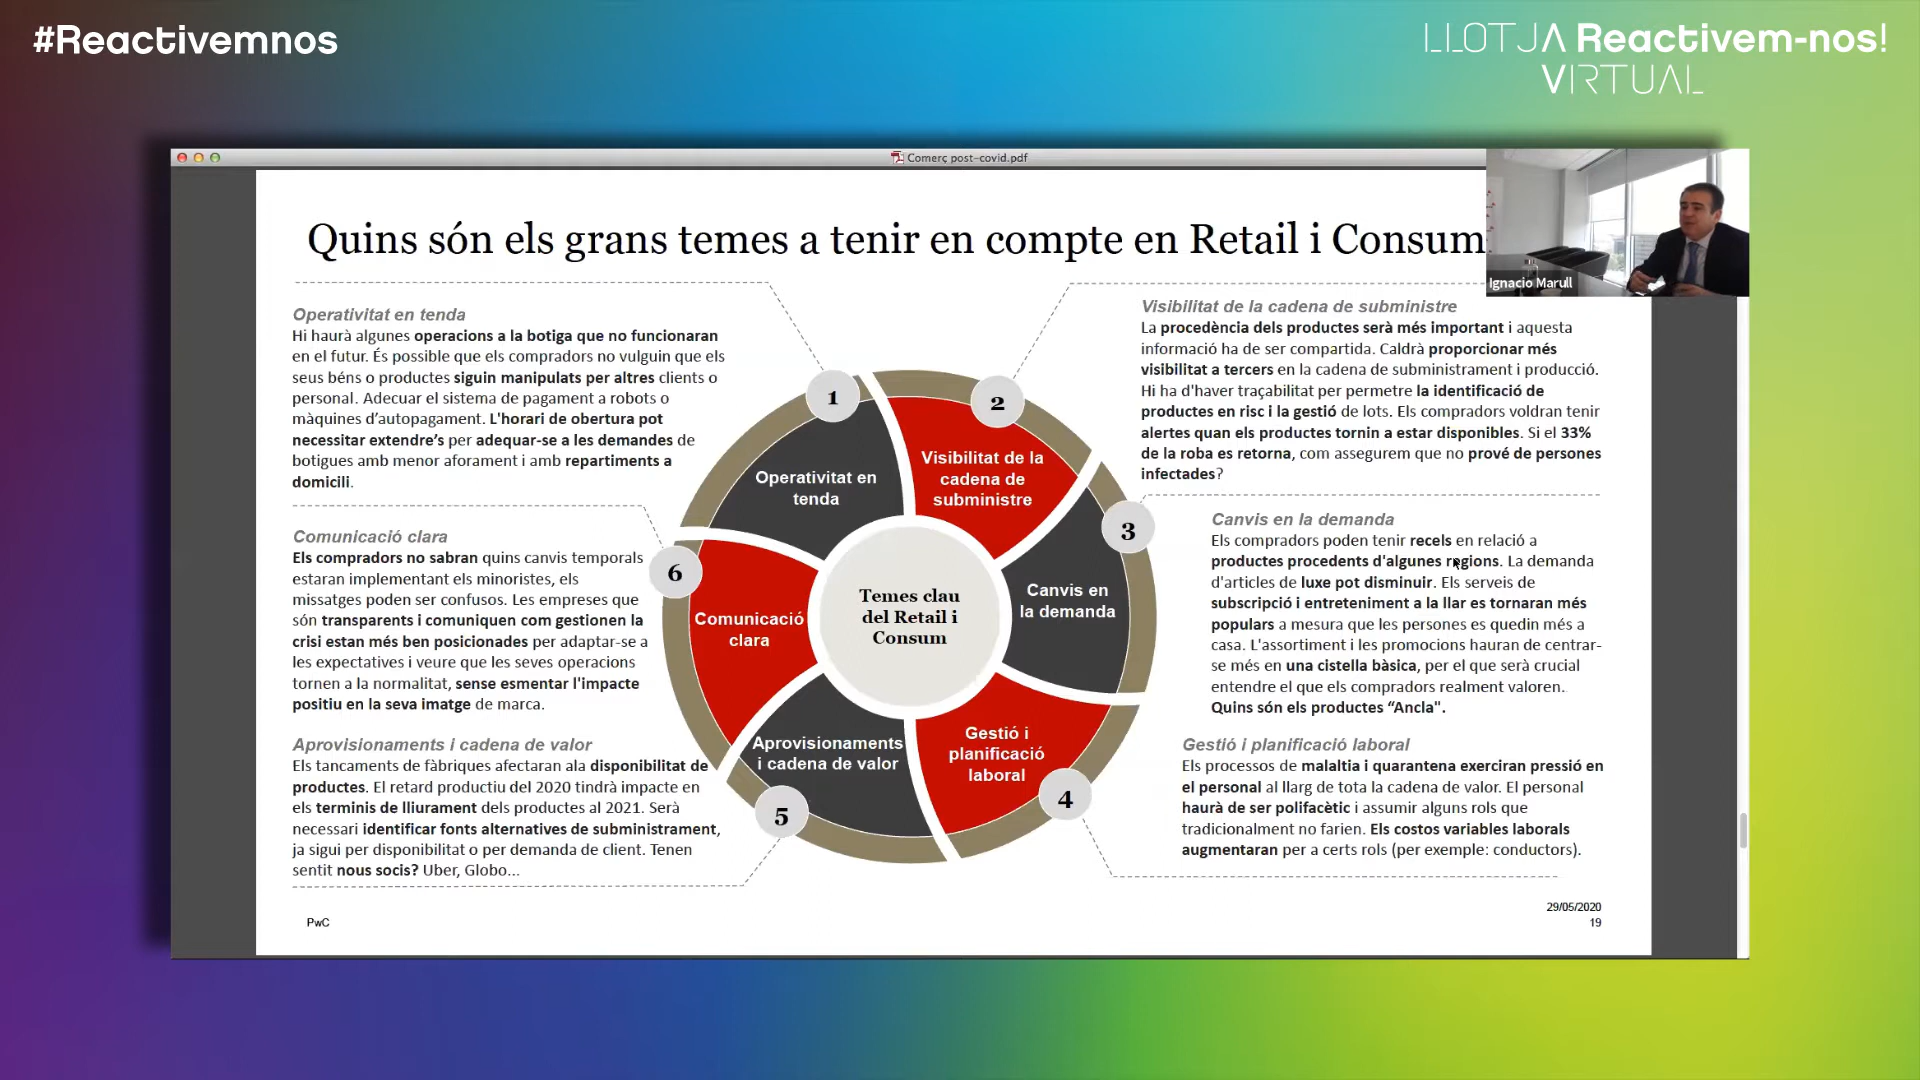 #Reactivemnos
LLOTJA Reactivem-nos!
VIRTUAL
Comerç post-covid.pdf
Quins són els grans temes a tenir en compte en Retail i Consum
Ignacio Marull
Operativitat en tenda
Hi haurà algunes operacions a la botiga que no funcionaran
en el futur. És possible que els compradors no vulguin que els
seus béns o productes siguin manipulats per altres clients o
personal. Adequar el sistema de pagament a robots o
màquines d’autopagament. L'horari de obertura pot
necessitar extendre’s per adequar-se a les demandes de
botigues amb menor aforament i amb repartiments a
domicili.
Visibilitat de la cadena de subministre
La procedència dels productes serà més important i aquesta
informació ha de ser compartida. Caldrà proporcionar més
visibilitat a tercers en la cadena de subministrament i producció.
Hi ha d'haver traçabilitat per permetre la identificació de
productes en risc i la gestió de lots. Els compradors voldran tenir
alertes quan els productes tornin a estar disponibles. Si el 33%
de la roba es retorna, com assegurem que no prové de persones
infectades?
Comunicació clara
Els compradors no sabran quins canvis temporals
estaran implementant els minoristes, els
missatges poden ser confusos. Les empreses que
són transparents i comuniquen com gestionen la
crisi estan més ben posicionades per adaptar-se a
les expectatives i veure que les seves operacions
tornen a la normalitat, sense esmentar l'impacte
positiu en la seva imatge de marca.
Canvis en la demanda
Els compradors poden tenir recels en relació a
productes procedents d'algunes regions. La demanda
d'articles de luxe pot disminuir. Els serveis de
subscripció i entreteniment a la llar es tornaran més
populars a mesura que les persones es quedin més a
casa. L'assortiment i les promocions hauran de centrar-
se més en una cistella bàsica, per el que serà crucial
entendre el que els compradors realment valoren.
Quins són els productes “Ancla".
Aprovisionaments i cadena de valor
Els tancaments de fàbriques afectaran ala disponibilitat de
productes. El retard productiu del 2020 tindrà impacte en
els terminis de lliurament dels productes al 2021. Serà
necessari identificar fonts alternatives de subministrament,
ja sigui per disponibilitat o per demanda de client. Tenen
sentit nous socis? Uber, Globo...
Gestió i planificació laboral
Els processos de malaltia i quarantena exerciran pressió en
el personal al llarg de tota la cadena de valor. El personal
haurà de ser polifacètic i assumir alguns rols que
tradicionalment no farien. Els costos variables laborals
augmentaran per a certs rols (per exemple: conductors).
1
Operativitat en
tenda
2
Visibilitat de la
cadena de
subministre
3
Canvis en
la demanda
4
Gestió i
planificació
laboral
5
Aprovisionaments
i cadena de valor
6
Comunicació
clara
Temes clau
del Retail i
Consum
PwC
29/05/2020
19